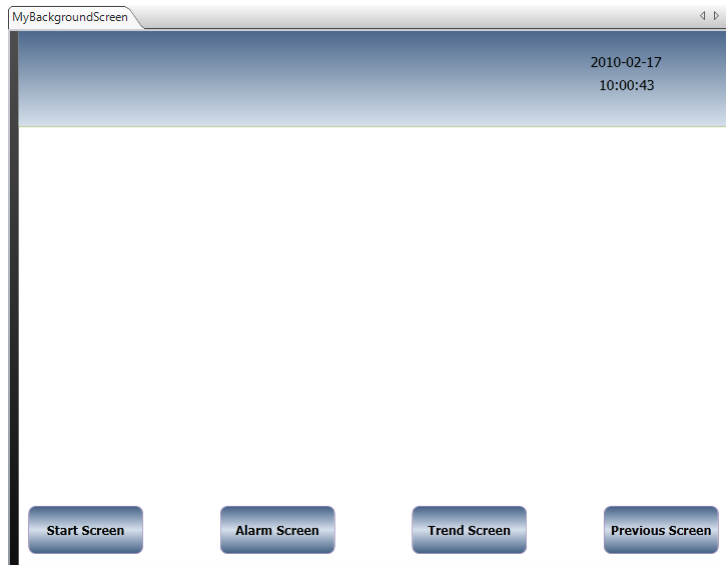 MyBackgroundScreen
2010-02-17
10:00:43
Start Screen
Alarm Screen
Trend Screen
Previous Screen